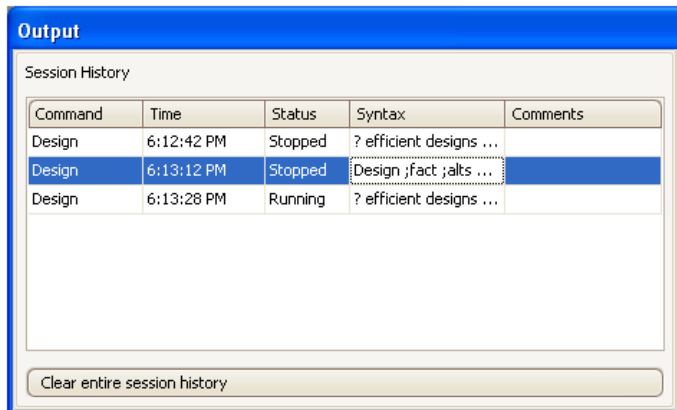 Output
Session History
Command Time Status Syntax Comments
Design 6:12:42 PM Stopped ? efficient designs ...
Design 6:13:12 PM Stopped Design ;fact ;alts ...
Design 6:13:28 PM Running ? efficient designs ...
Clear entire session history